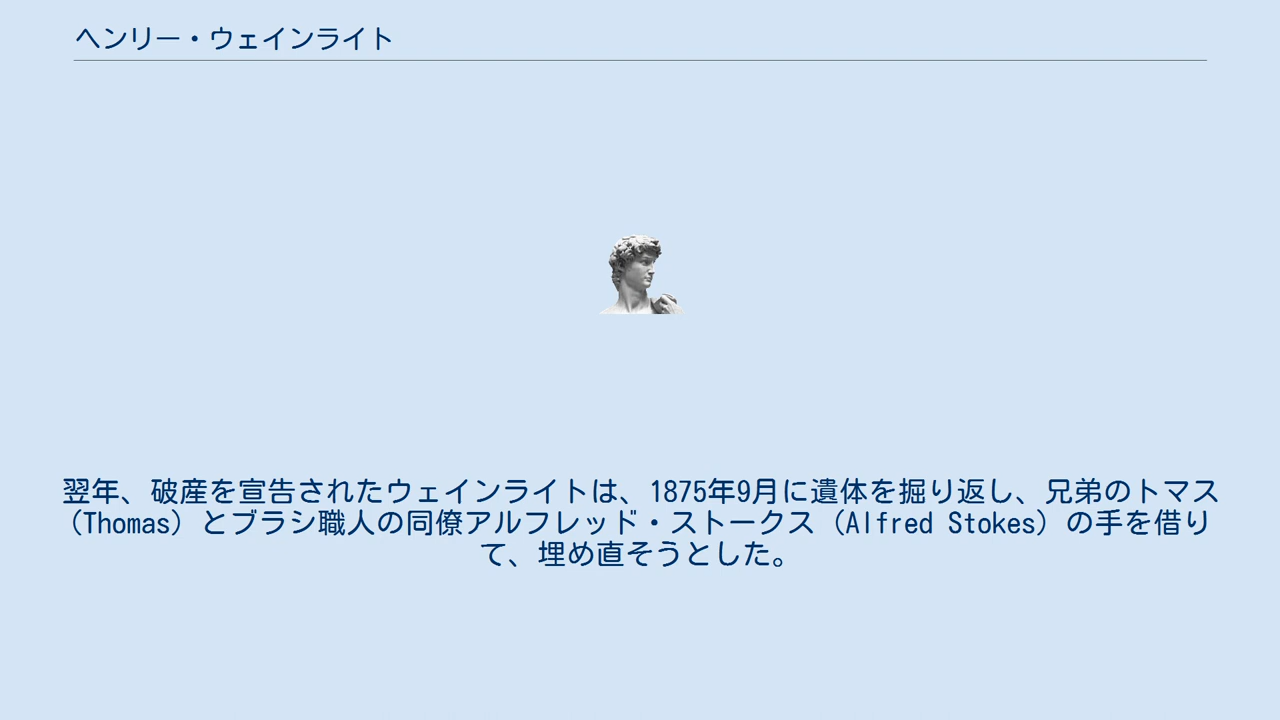 ヘンリー・ウェインライト
翌年、破産を宣告されたウェインライトは、1875年9月に遺体を掘り返し、兄弟のトマス
（Thomas）とブラシ職人の同僚アルフレッド・ストークス（Alfred Stokes）の手を借り
て、埋め直そうとした。